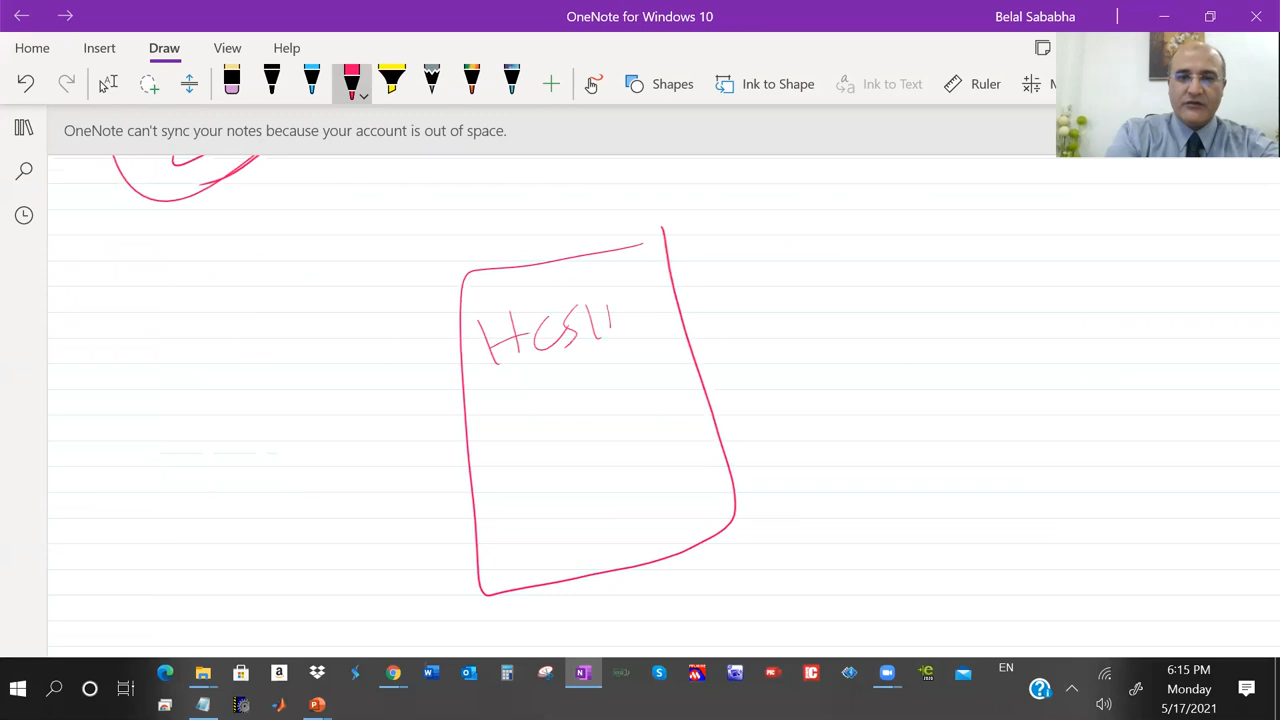 OneNote for Windows 10
Belal Sababha
Home Insert Draw View Help
Shapes Ink to Shape Ink to Text Ruler M
OneNote can't sync your notes because your account is out of space.
EN
6:15 PM
Monday
5/17/2021